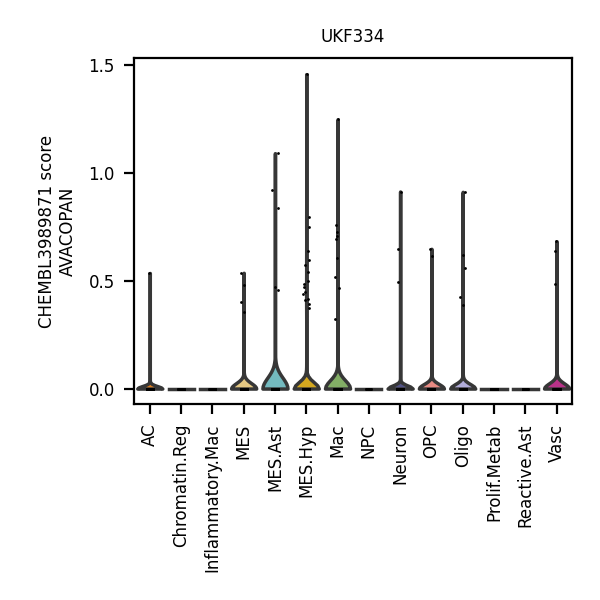 UKF334
CHEMBL3989871 score
AVACOPAN
1.5
1.0
0.5
0.0
AC
Chromatin.Reg
Inflammatory.Mac
MES
MES.Ast
MES.Hyp
Mac
NPC
Neuron
OPC
Oligo
Prolif.Metab
Reactive.Ast
Vasc